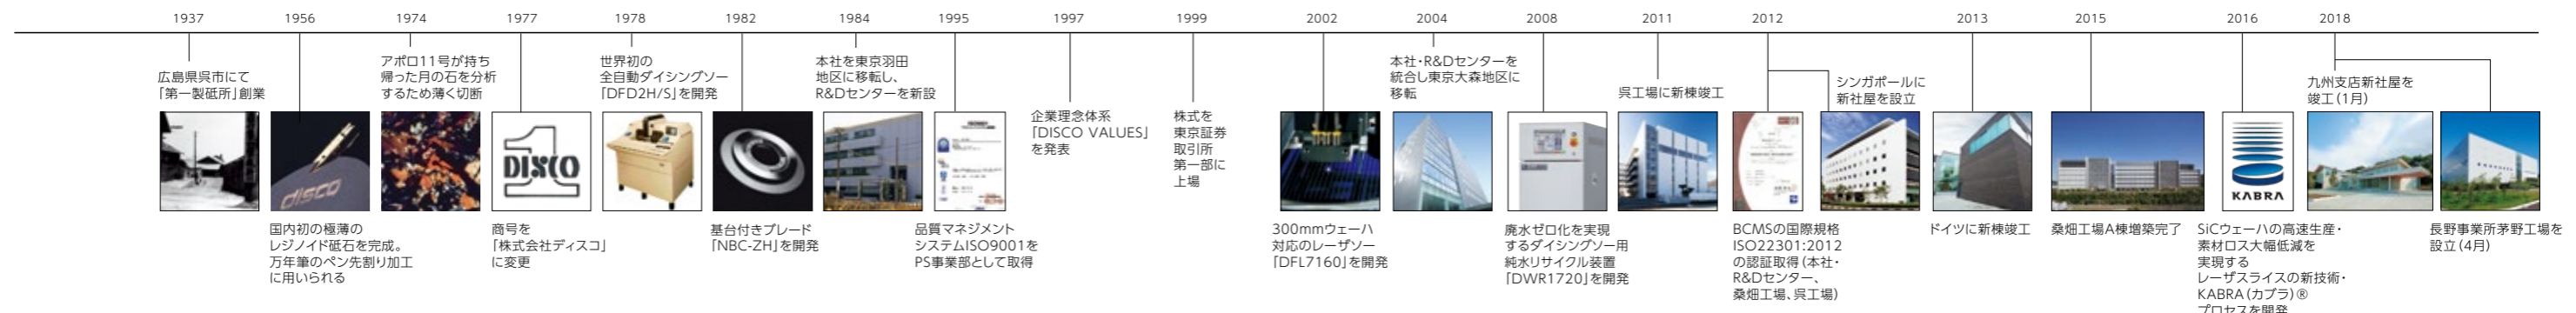 1937
1956
1974
1977
1978
1982
1984
1995
1997
1999
2002
2004
2008
2011
2012
2013
2015
2016
2018
広島県呉市にて
「第一製砥所」創業
国内初の極薄の
レジノイド砥石を完成。
万年筆のペン先割り加工
に用いられる
disco
アポロ11号が持ち
帰った月の石を分析
するため薄く切断
1
DISCO
商号を
「株式会社ディスコ」
に変更
世界初の
全自動ダイシングソー
「DFD2H/S」を開発
基台付きブレード
「NBC-ZH」を開発
本社を東京羽田
地区に移転し、
R&Dセンターを新設
品質マネジメント
システムISO9001を
PS事業部として取得
企業理念体系
「DISCO VALUES」
を発表
株式を
東京証券
取引所
第一部に
上場
300mmウェーハ
対応のレーザソー
「DFL7160」を開発
本社・R&Dセンターを
統合し東京大森地区に
移転
廃水ゼロ化を実現
するダイシングソー用
純水リサイクル装置
「DWR1720」を開発
呉工場に新棟竣工
BCMSの国際規格
ISO22301:2012
の認証取得(本社・
R&Dセンター、
桑畑工場、呉工場)
シンガポールに
新社屋を設立
ドイツに新棟竣工
桑畑工場A棟増築完了
KABRA
SiCウェーハの高速生産・
素材ロス大幅低減を
実現する
レーザスライスの新技術・
KABRA(カブラ)®
プロセスを開発
九州支店新社屋を
竣工(1月)
長野事業所茅野工場を
設立(4月)